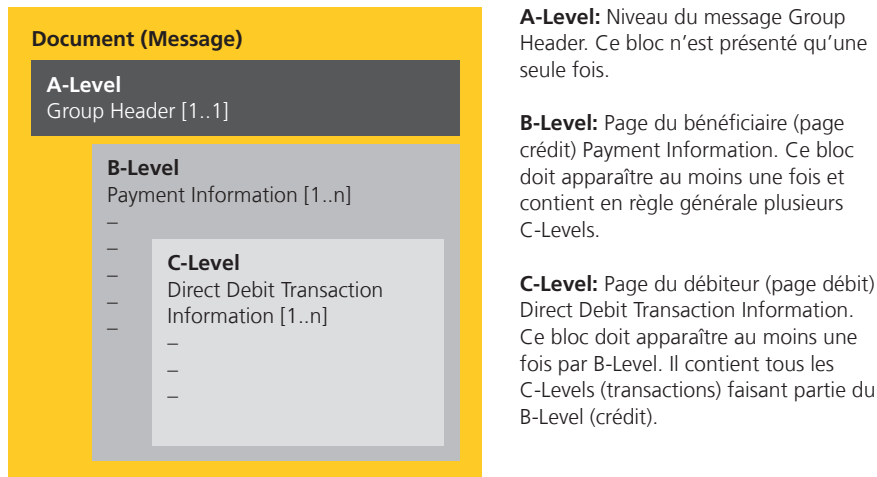 Document (Message)
A-Level
Group Header [1..1]
B-Level
Payment Information [1..n]
–
–
–
–
–
C-Level
Direct Debit Transaction
Information [1..n]
–
–
–
A-Level: Niveau du message Group
Header. Ce bloc n’est présenté qu’une
seule fois.
B-Level: Page du bénéficiaire (page
crédit) Payment Information. Ce bloc
doit apparaître au moins une fois et
contient en règle générale plusieurs
C-Levels.
C-Level: Page du débiteur (page débit)
Direct Debit Transaction Information.
Ce bloc doit apparaître au moins une
fois par B-Level. Il contient tous les
C-Levels (transactions) faisant partie du
B-Level (crédit).